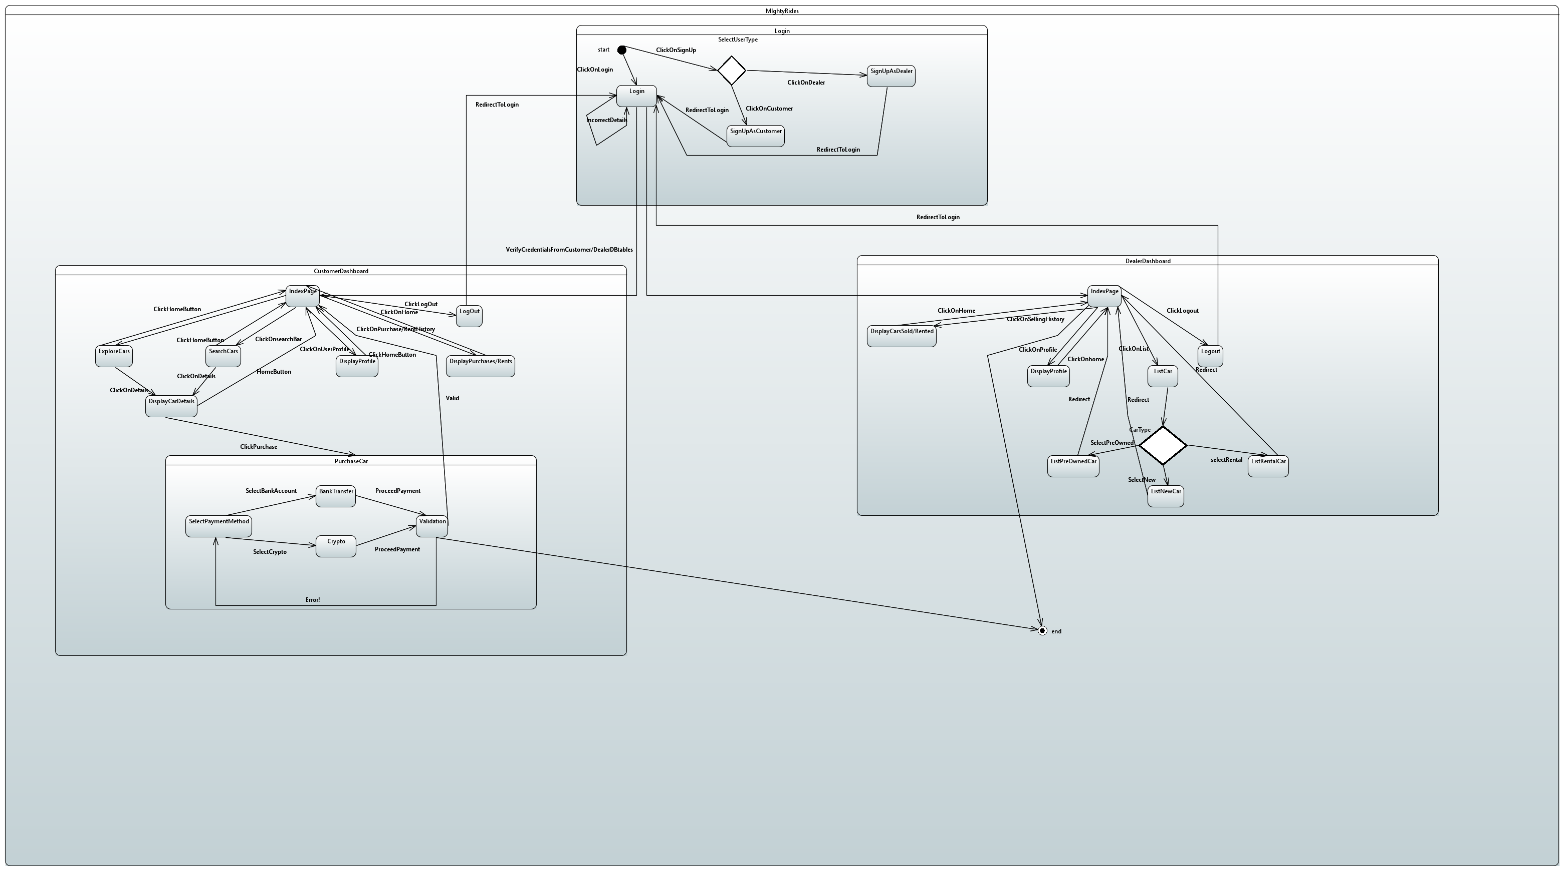 MightyRides
Login
SelectUserType
start
ClickOnSignUp
ClickOnLogin
SignUpAsDealer
ClickOnDealer
Login
RedirectToLogin
RedirectToLogin
ClickOnCustomer
IncorrectDetails
SignUpAsCustomer
RedirectToLogin
RedirectToLogin
VerifyCredentialsFromCustomer/DealerDBtables
CustomerDashboard
IndexPage
ClickHomeButton
ClickLogOut
ClickOnHome
LogOut
ClickOnPurchase/RentHistory
ClickHomeButton
ClickOnsearchBar
ExploreCars
SearchCars
ClickOnUserProfile
ClickHomeButton
DisplayProfile
DisplayPurchases/Rents
HomeButton
ClickOnDetails
ClickOnDetails
DisplayCarDetails
Valid
ClickPurchase
PurchaseCar
SelectBankAccount
BankTransfer
ProceedPayment
SelectPaymentMethod
Validation
Crypto
SelectCrypto
ProceedPayment
Error!
DealerDashboard
IndexPage
ClickOnHome
ClickLogout
ClickOnSellingHistory
DisplayCarsSold/Rented
ClickOnProfile
ClickOnList
Logout
ClickOnhome
DisplayProfile
ListCar
Redirect
Redirect
Redirect
CarType
SelectPreOwned
ListPreOwnedCar
selectRental
ListRentalCar
SelectNew
ListNewCar
end